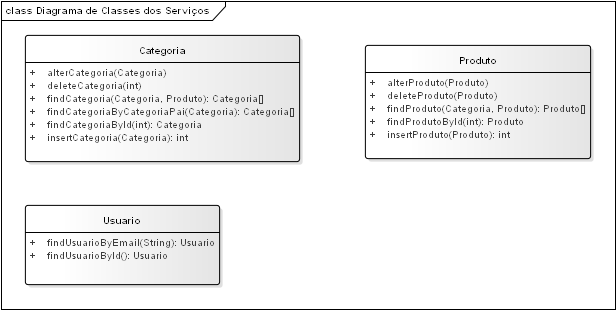 class Diagrama de Classes dos Serviços
Categoria
+ alterCategoria(Categoria)
+ deleteCategoria(int)
+ findCategoria(Categoria, Produto): Categoria[]
+ findCategoriaByCategoriaPai(Categoria): Categoria[]
+ findCategoriaById(int): Categoria
+ insertCategoria(Categoria): int
Produto
+ alterProduto(Produto)
+ deleteProduto(Produto)
+ findProduto(Categoria, Produto): Produto[]
+ findProdutoById(int): Produto
+ insertProduto(Produto): int
Usuario
+ findUsuarioByEmail(String): Usuario
+ findUsuarioById(): Usuario